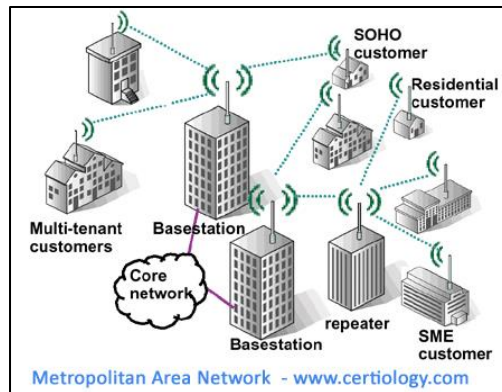 SOHO
customer
Residential
customer
Multi-tenant
customers
Basestation
Core
network
Basestation
repeater
SME
customer
Metropolitan Area Network - www.certiology.com